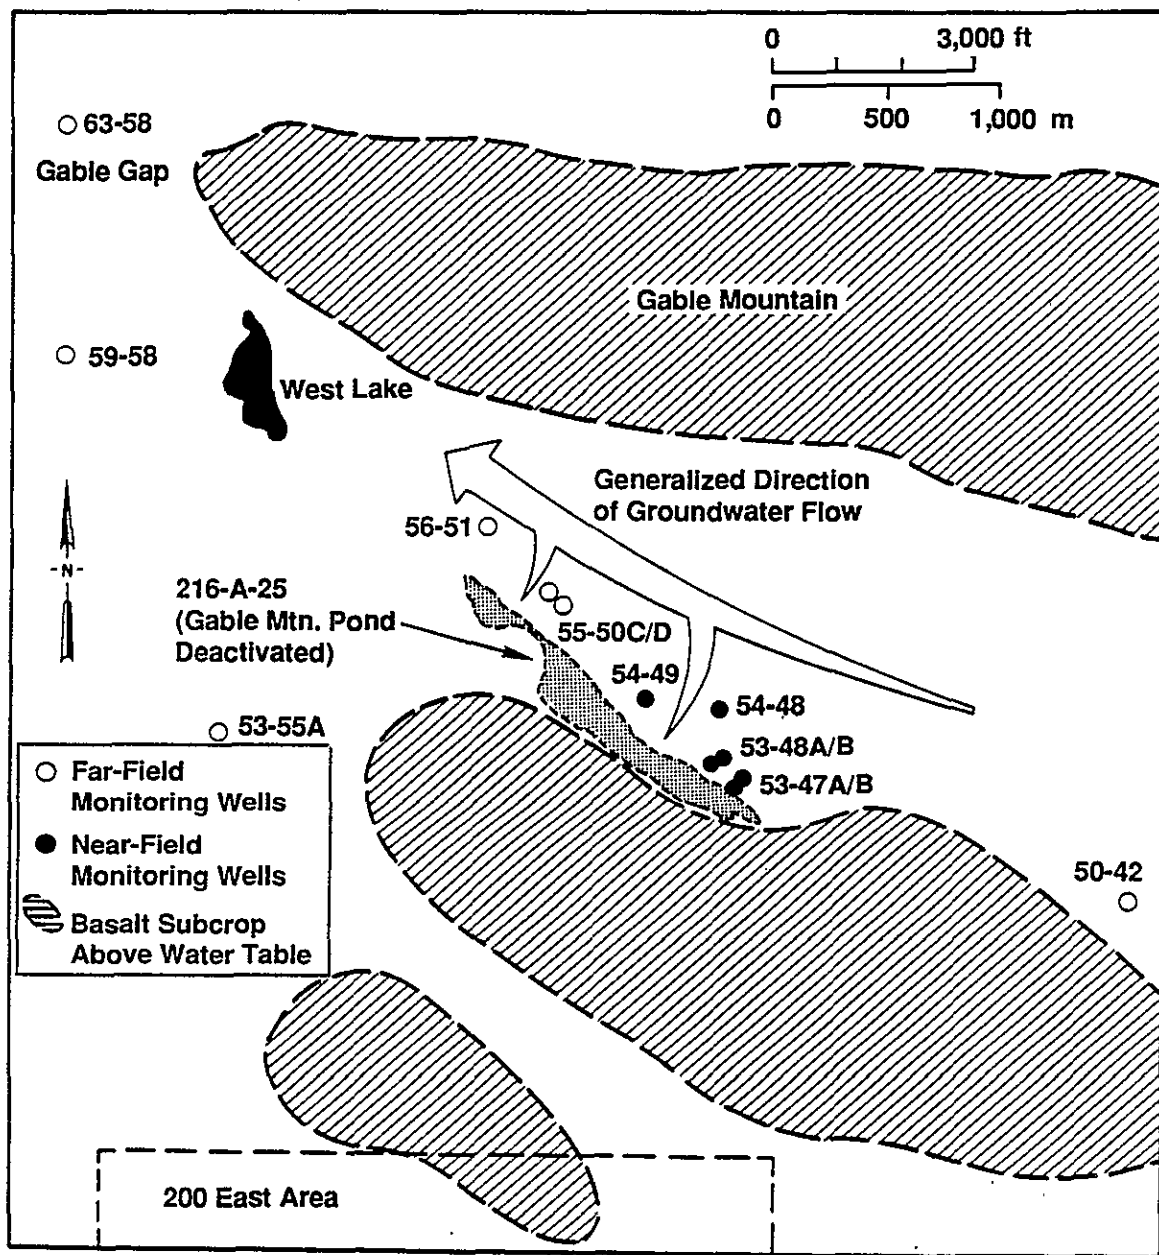 0 3,000 ft
0 500 1,000 m
63-58
Gable Gap
Gable Mountain
59-58
West Lake
Generalized Direction
of Groundwater Flow
56-51
-N-
216-A-25
(Gable Mtn. Pond
Deactivated)
55-50C/D
54-49
54-48
53-55A
53-48A/B
53-47A/B
Far-Field
Monitoring Wells
Near-Field
Monitoring Wells
Basalt Subcrop
Above Water Table
50-42
200 East Area